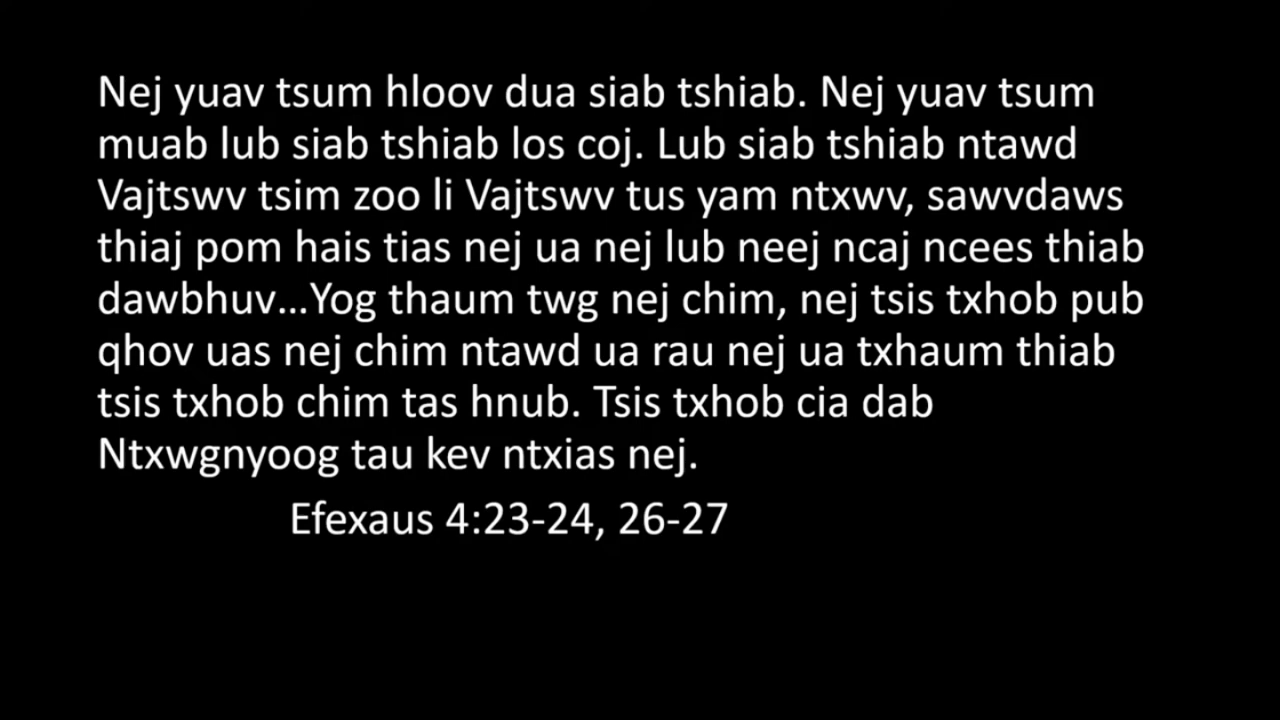 Nej yuav tsum hloov dua siab tshiab. Nej yuav tsum
muab lub siab tshiab los coj. Lub siab tshiab ntawd
Vajtswv tsim zoo li Vajtswv tus yam ntxwv, sawvdaws
thiaj pom hais tias nej ua nej lub neej ncaj ncees thiab
dawbhuv...Yog thaum twg nej chim, nej tsis txhob pub
qhov uas nej chim ntawd ua rau nej ua txhaum thiab
tsis txhob chim tas hnub. Tsis txhob cia dab
Ntxwgnyoog tau kev ntxias nej.
Efexaus 4:23-24, 26-27